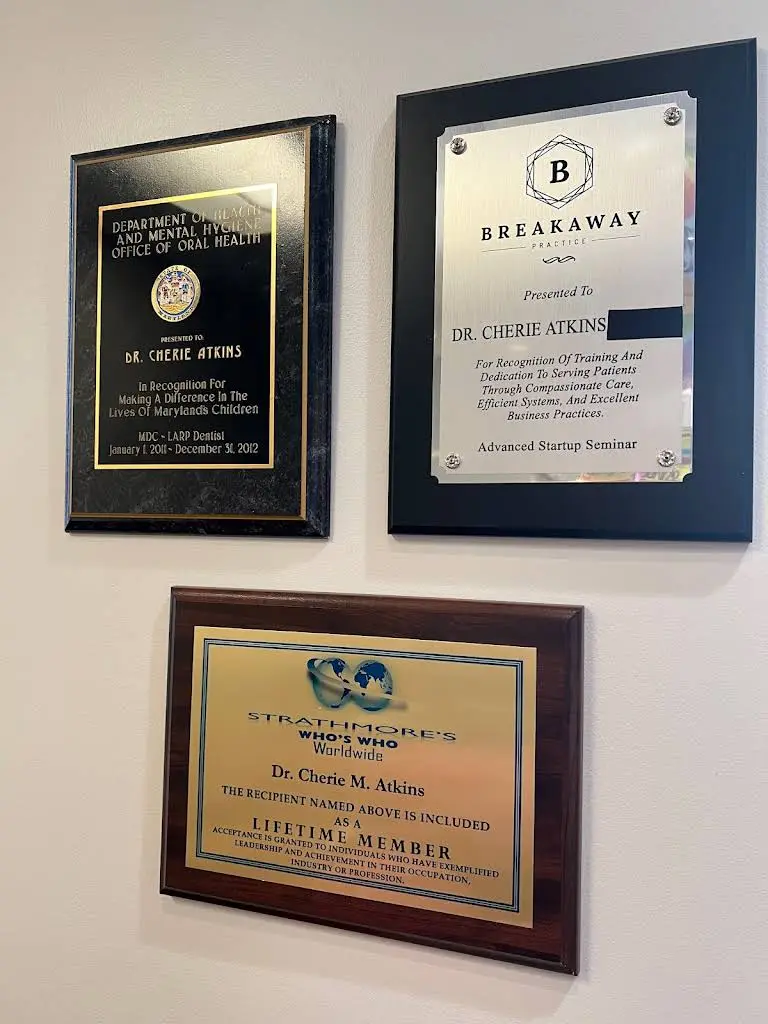 DEPARTMENT OF HEALTH
AND MENTAL HYGIENE
OFFICE OF ORAL HEALTH
STATE OF
MARYLAND
PRESENTED TO:
DR. CHERIE ATKINS
In Recognition For
Making A Difference In The
Lives Of Maryland's Children
MDC ~ LARP Dentist
January 1, 2011 ~ December 31, 2012
B
BREAKAWAY
PRACTICE
Presented To
DR. CHERIE ATKINS
For Recognition Of Training And
Dedication To Serving Patients
Through Compassionate Care,
Efficient Systems, And Excellent
Business Practices.
Advanced Startup Seminar
STRATHMORE'S
WHO'S WHO
Worldwide
Dr. Cherie M. Atkins
THE RECIPIENT NAMED ABOVE IS INCLUDED
AS A
LIFETIME MEMBER
ACCEPTANCE IS GRANTED TO INDIVIDUALS WHO HAVE EXEMPLIFIED
LEADERSHIP AND ACHIEVEMENT IN THEIR OCCUPATION,
INDUSTRY OR PROFESSION.